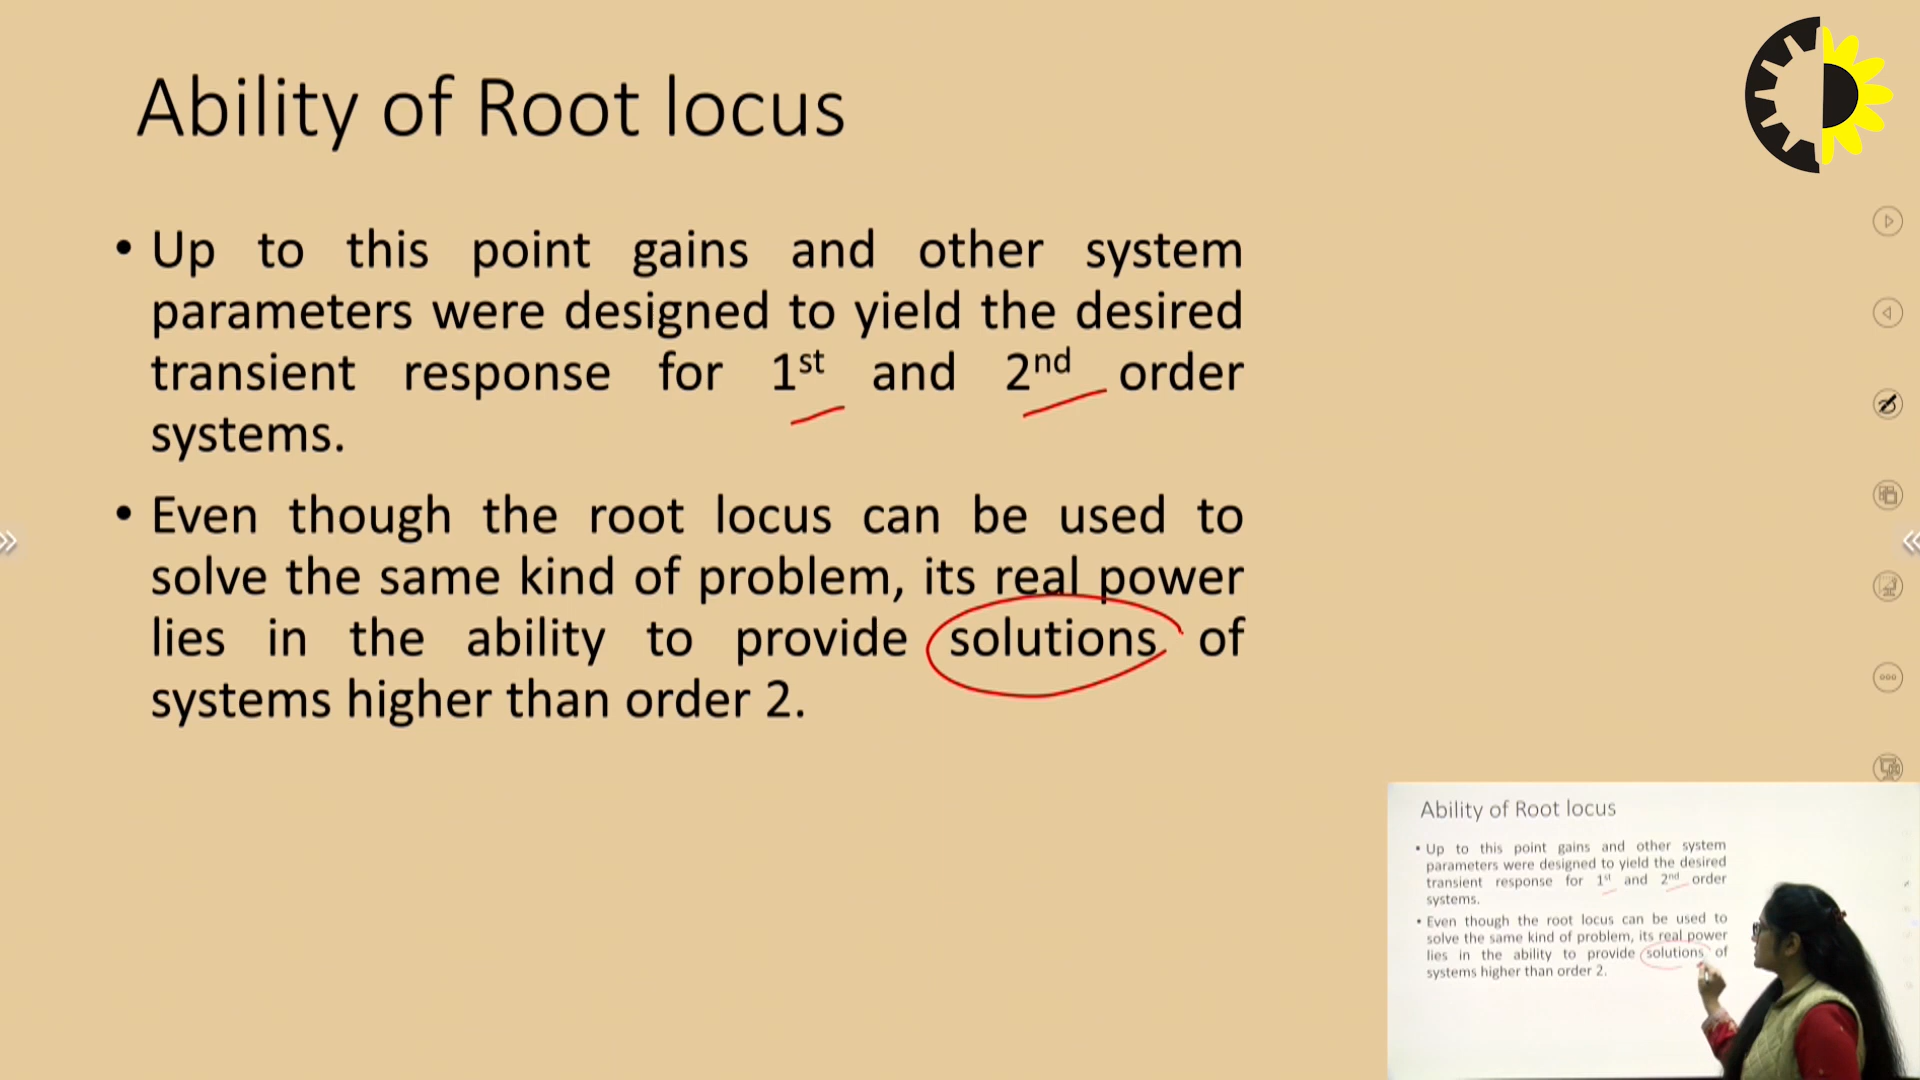 Ability of Root locus
• Up to this point gains and other system
parameters were designed to yield the desired
transient response for 1st and 2nd order
systems.
• Even though the root locus can be used to
solve the same kind of problem, its real power
lies in the ability to provide solutions of
systems higher than order 2.
Ability of Root locus
• Up to this point gains and other system
parameters were designed to yield the desired
transient response for 1st and 2nd order
systems.
• Even though the root locus can be used to
solve the same kind of problem, its real power
lies in the ability to provide solutions of
systems higher than order 2.